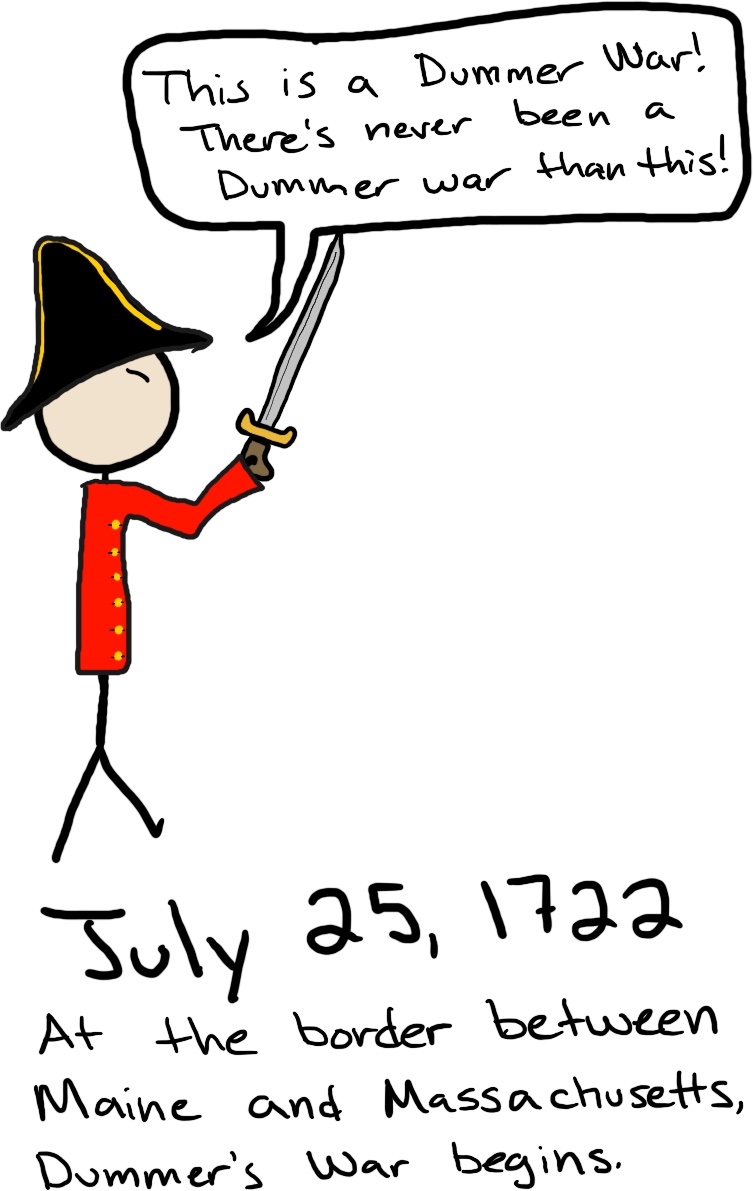 This is a Dummer War!
There's never been a
Dummer war than this!
July 25, 1722
At the border between
Maine and Massachusetts,
Dummer's War begins.